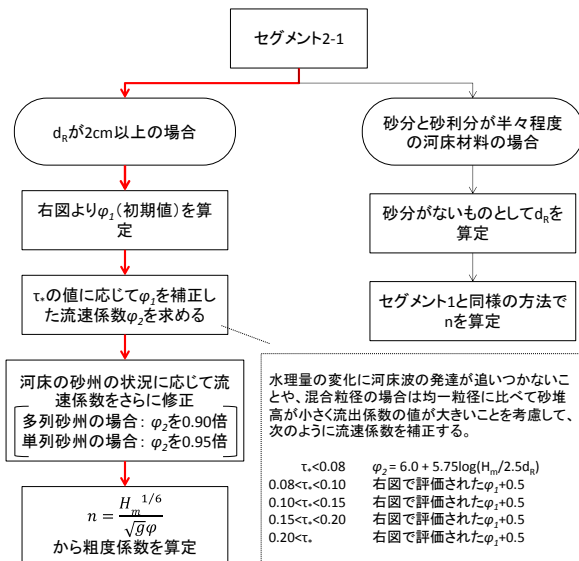 セグメント2-1
dRが2cm以上の場合
右図よりφ1（初期値）を算
定
τ*の値に応じてφ1を補正し
た流速係数φ2を求める
河床の砂州の状況に応じて流
速係数をさらに修正
多列砂州の場合： φ2を0.90倍
単列砂州の場合： φ2を0.95倍
n = Hm^1/6 / √gφ
から粗度係数を算定
砂分と砂利分が半々程度
の河床材料の場合
砂分がないものとしてdRを
算定
セグメント1と同様の方法で
nを算定
水理量の変化に河床波の発達が追いつかないこ
とや、混合粒径の場合は均一粒径に比べて砂堆
高が小さく流出係数の値が大きいことを考慮して、
次のように流速係数を補正する。
τ*<0.08 φ2 = 6.0 + 5.75log(Hm/2.5dR)
0.08<τ*<0.10 右図で評価されたφ1+0.5
0.10<τ*<0.15 右図で評価されたφ1+0.5
0.15<τ*<0.20 右図で評価されたφ1+0.5
0.20<τ* 右図で評価されたφ1+0.5